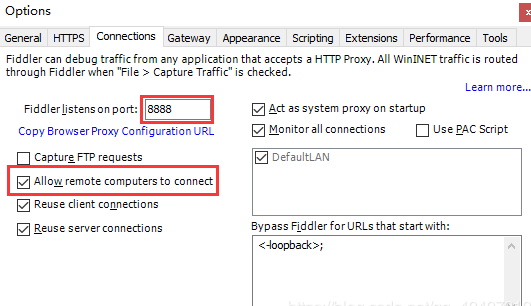 Options
General HTTPS Connections Gateway Appearance Scripting Extensions Performance Tools
Fiddler can debug traffic from any application that accepts a HTTP Proxy. All WinINET traffic is routed
through Fiddler when "File > Capture Traffic" is checked.
Learn more...
Fiddler listens on port: 8888
Copy Browser Proxy Configuration URL
Capture FTP requests
Allow remote computers to connect
Reuse client connections
Reuse server connections
Act as system proxy on startup
Monitor all connections Use PAC Script
DefaultLAN
Bypass Fiddler for URLs that start with:
<-loopback>;